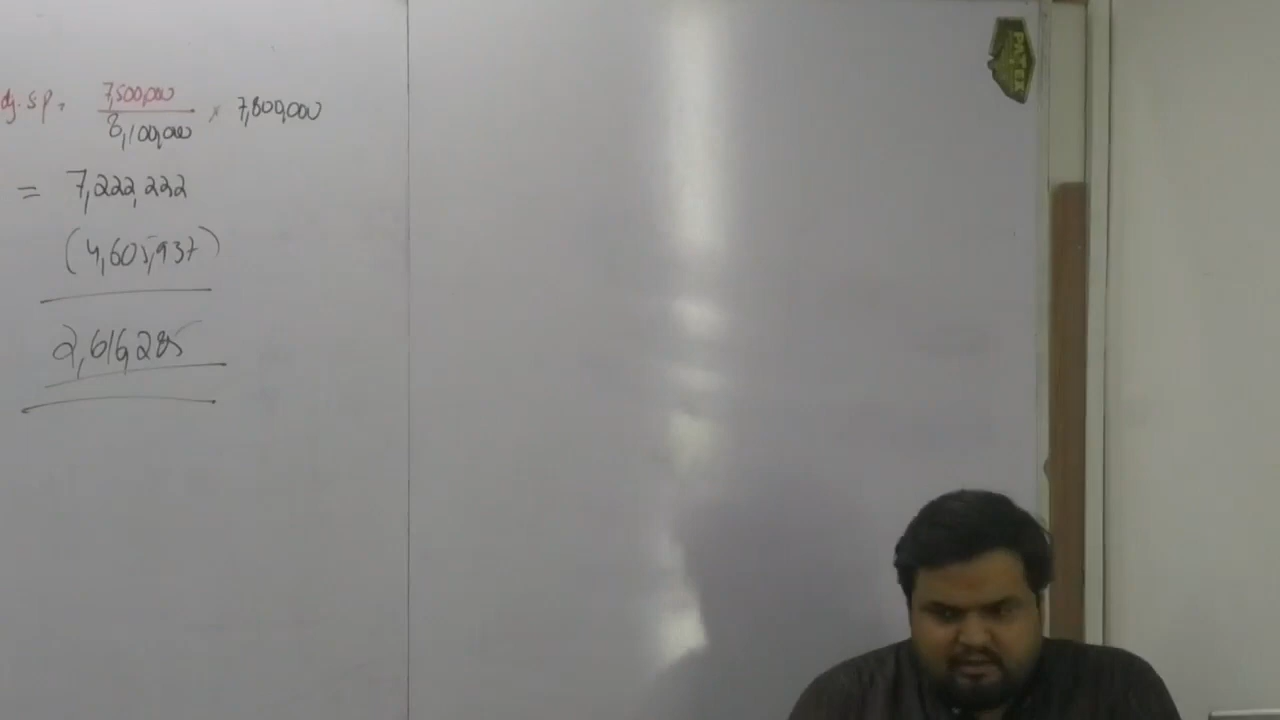 dj. S.P. = 7,500,000 / 8,100,000 × 7,800,000
= 7,222,222
(4,605,937)
2,616,285
PATEX